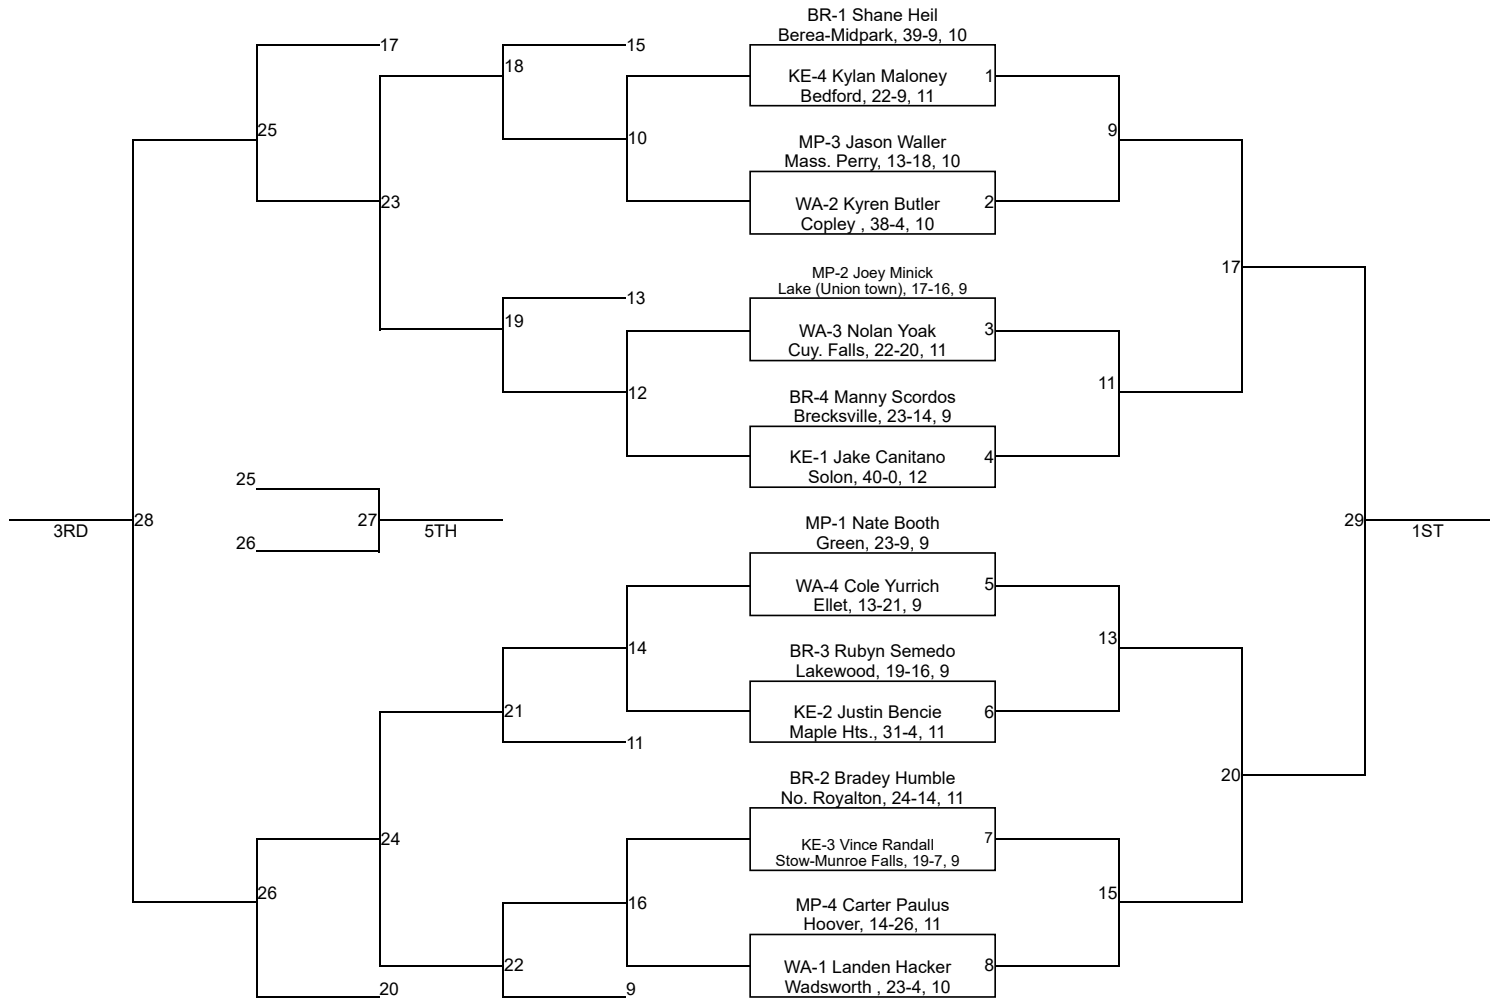 BR-1 Shane Heil
Berea-Midpark, 39-9, 10
17
15
18
KE-4 Kylan Maloney
1
Bedford, 22-9, 11
25
10
9
MP-3 Jason Waller
Mass. Perry, 13-18, 10
23
WA-2 Kyren Butler
2
Copley , 38-4, 10
17
MP-2 Joey Minick
Lake (Union town), 17-16, 9
13
19
WA-3 Nolan Yoak
3
Cuy. Falls, 22-20, 11
12
11
BR-4 Manny Scordos
Brecksville, 23-14, 9
KE-1 Jake Canitano
4
Solon, 40-0, 12
25
28
27
29
3RD
5TH
1ST
26
MP-1 Nate Booth
Green, 23-9, 9
WA-4 Cole Yurrich
5
Ellet, 13-21, 9
14
13
BR-3 Rubyn Semedo
Lakewood, 19-16, 9
21
KE-2 Justin Bencie
6
Maple Hts., 31-4, 11
11
20
BR-2 Bradey Humble
No. Royalton, 24-14, 11
24
KE-3 Vince Randall
7
Stow-Munroe Falls, 19-7, 9
26
16
15
MP-4 Carter Paulus
Hoover, 14-26, 11
22
WA-1 Landen Hacker
8
Wadsworth , 23-4, 10
20
9